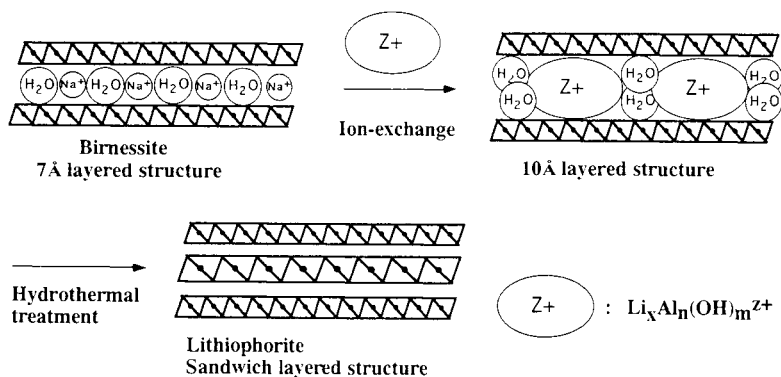 Z+
H₂O Na⁺ H₂O Na⁺ H₂O Na⁺ H₂O Na⁺
Ion-exchange
H₂O Z+ H₂O Z+ H₂O
H₂O H₂O H₂O
Birnessite
7Å layered structure
10Å layered structure
Hydrothermal
treatment
Z+ : LiₓAlₙ(OH)ₘᶻ⁺
Lithiophorite
Sandwich layered structure